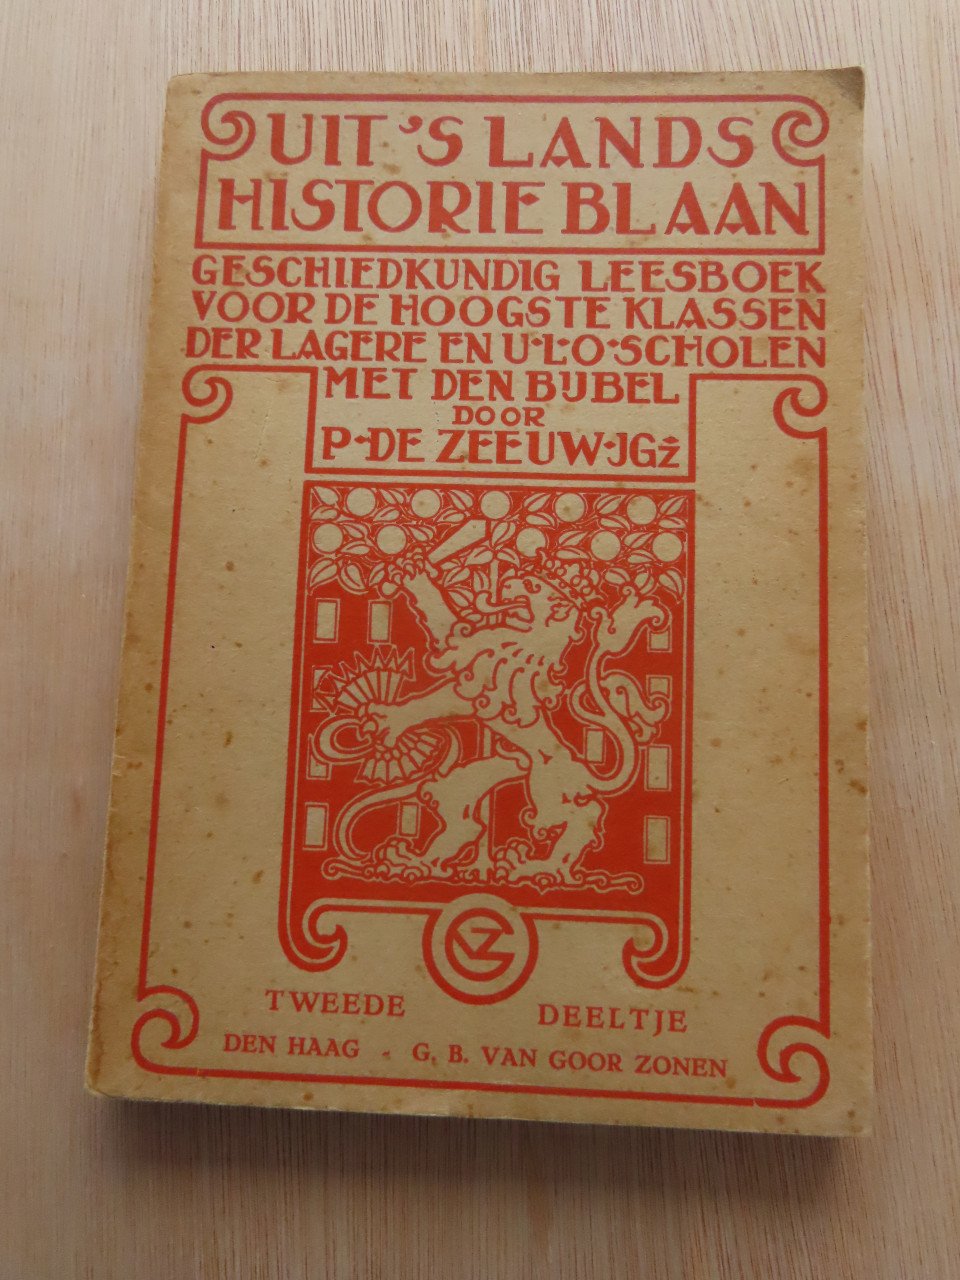 UIT 'S LANDS
HISTORIE BLAAN
GESCHIEDKUNDIG LEESBOEK
VOOR DE HOOGSTE KLASSEN
DER LAGERE EN U·L·O·SCHOLEN
MET DEN BIJBEL
DOOR
P·DE ZEEUW·JGZ
VZG
TWEEDE DEELTJE
DEN HAAG - G. B. VAN GOOR ZONEN